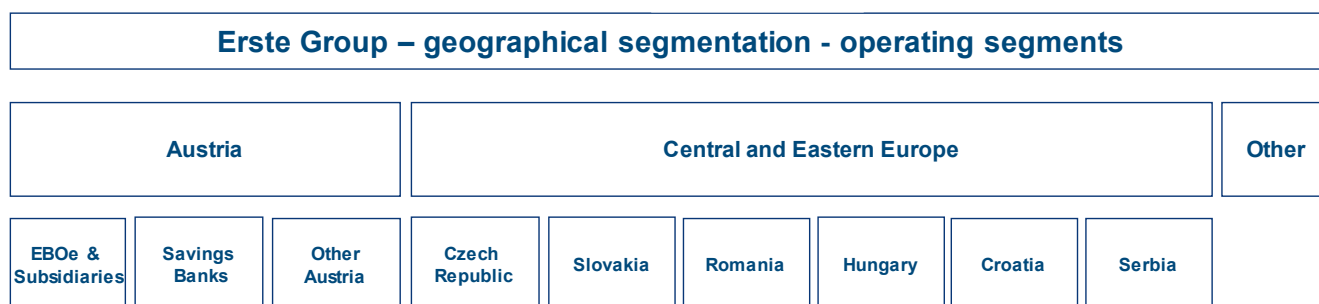 Erste Group – geographical segmentation - operating segments
Austria
Central and Eastern Europe
Other
EBOe &
Subsidiaries
Savings
Banks
Other
Austria
Czech
Republic
Slovakia
Romania
Hungary
Croatia
Serbia